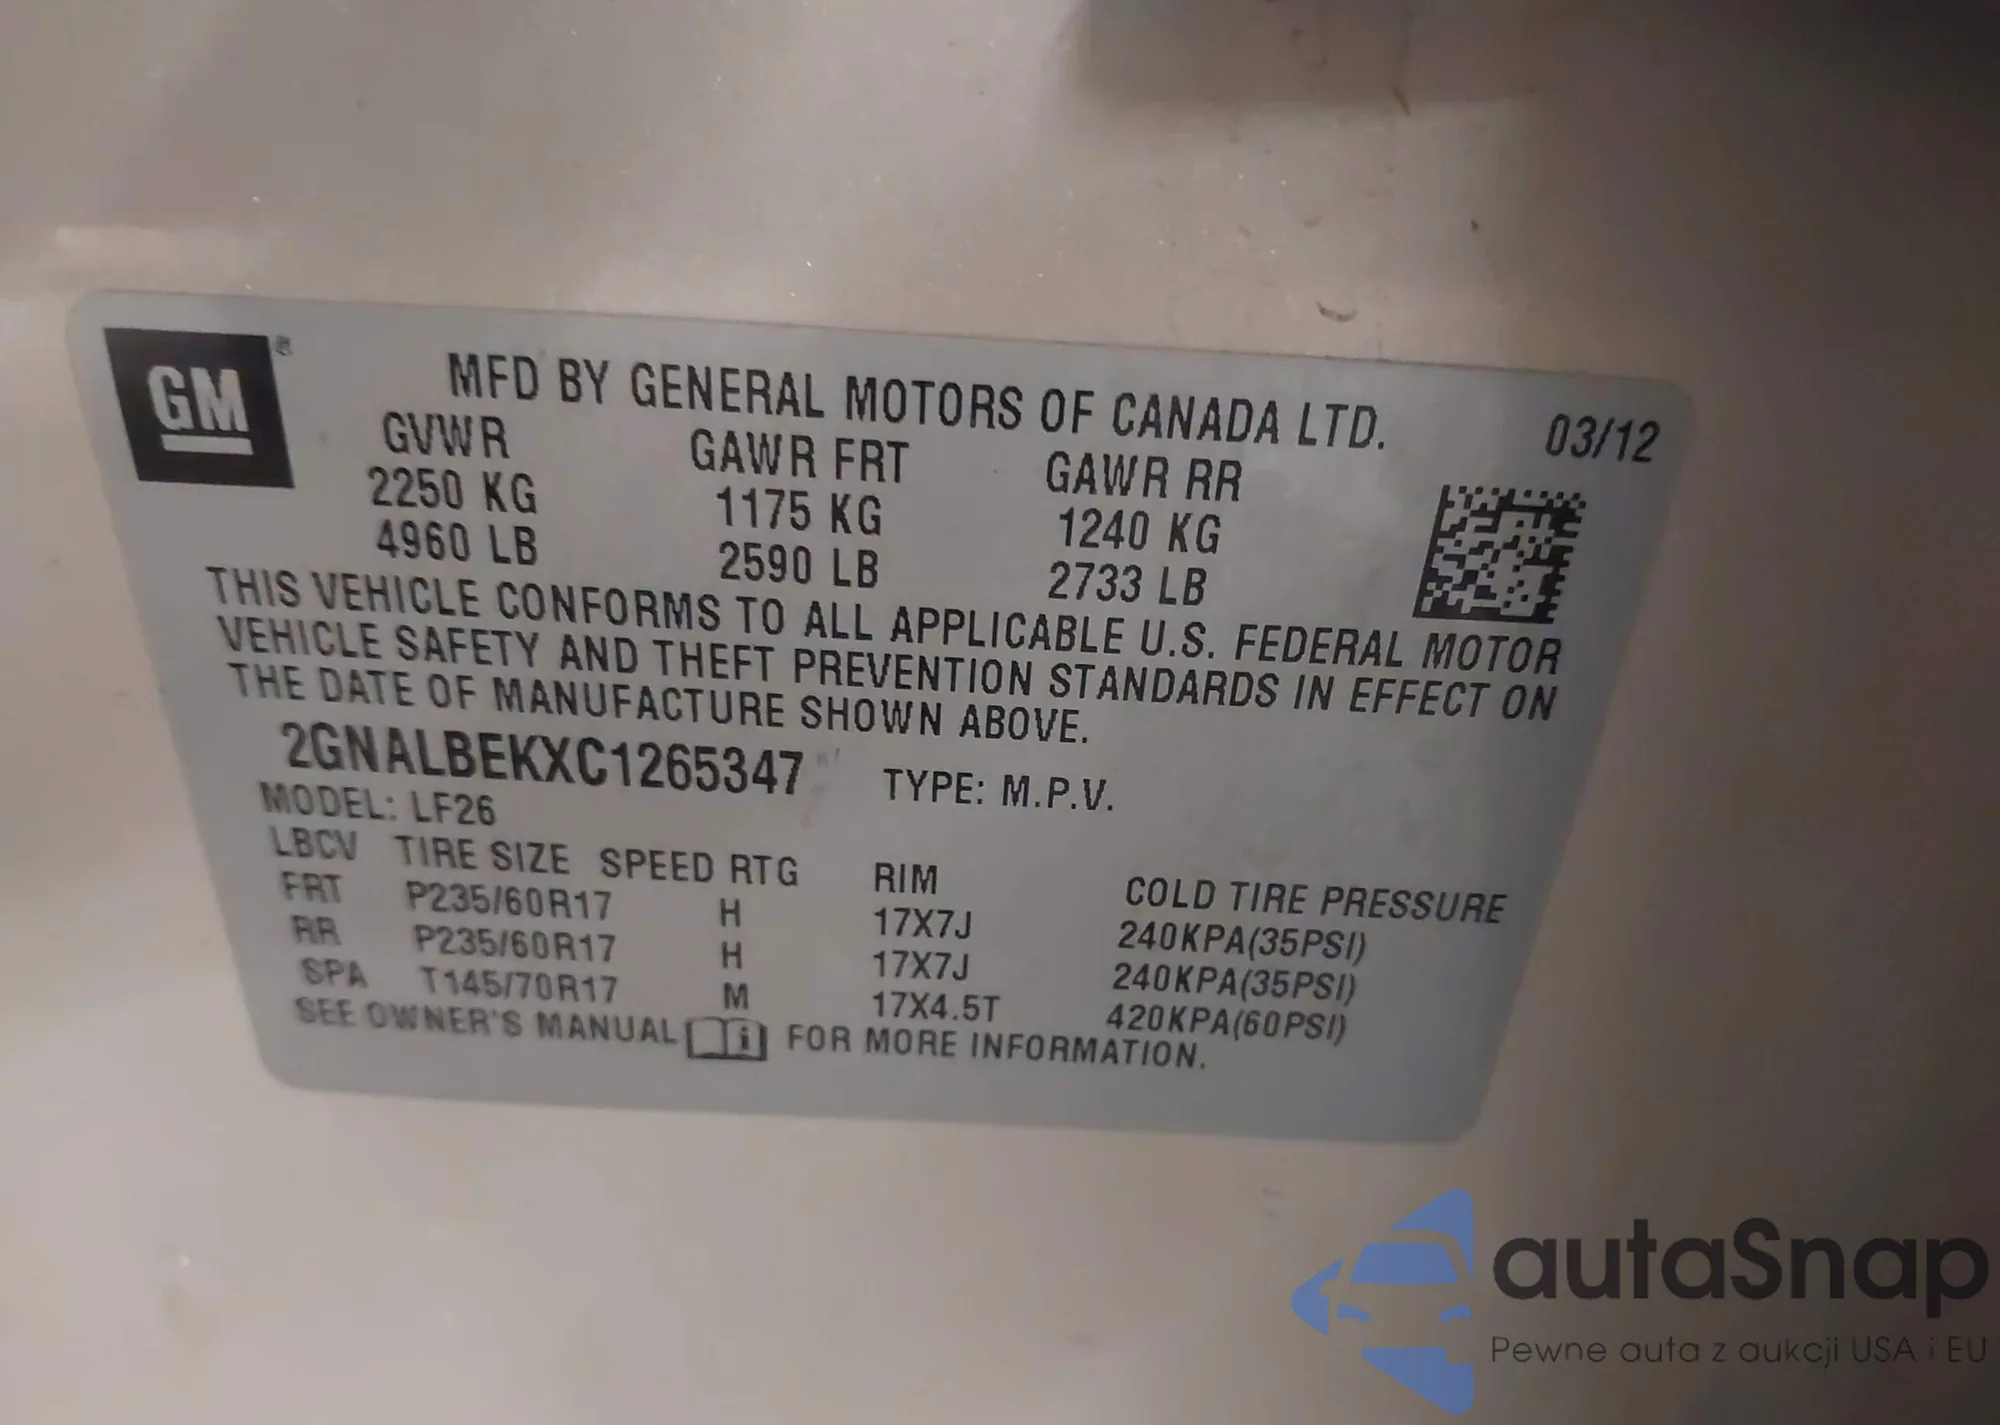 GM®
MFD BY GENERAL MOTORS OF CANADA LTD.
03/12
GVWR GAWR FRT GAWR RR
2250 KG 1175 KG 1240 KG
4960 LB 2590 LB 2733 LB
THIS VEHICLE CONFORMS TO ALL APPLICABLE U.S. FEDERAL MOTOR
VEHICLE SAFETY AND THEFT PREVENTION STANDARDS IN EFFECT ON
THE DATE OF MANUFACTURE SHOWN ABOVE.
2GNALBEKXC1265347 TYPE: M.P.V.
MODEL: LF26
LBCV TIRE SIZE SPEED RTG RIM COLD TIRE PRESSURE
FRT P235/60R17 H 17X7J 240KPA(35PSI)
RR P235/60R17 H 17X7J 240KPA(35PSI)
SPA T145/70R17 M 17X4.5T 420KPA(60PSI)
SEE OWNER'S MANUAL i FOR MORE INFORMATION.
autaSnap
Pewne auta z aukcji USA i EU